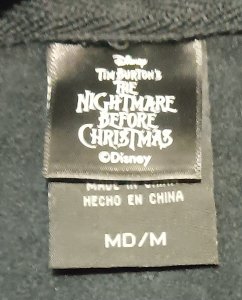 Disney
TIM BURTON'S
THE
NIGHTMARE
BEFORE
CHRISTMAS
©Disney
MADE IN CHINA
HECHO EN CHINA
MD/M